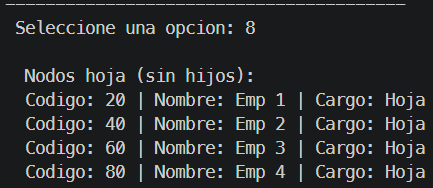 Seleccione una opcion: 8
Nodos hoja (sin hijos):
Codigo: 20 | Nombre: Emp 1 | Cargo: Hoja
Codigo: 40 | Nombre: Emp 2 | Cargo: Hoja
Codigo: 60 | Nombre: Emp 3 | Cargo: Hoja
Codigo: 80 | Nombre: Emp 4 | Cargo: Hoja